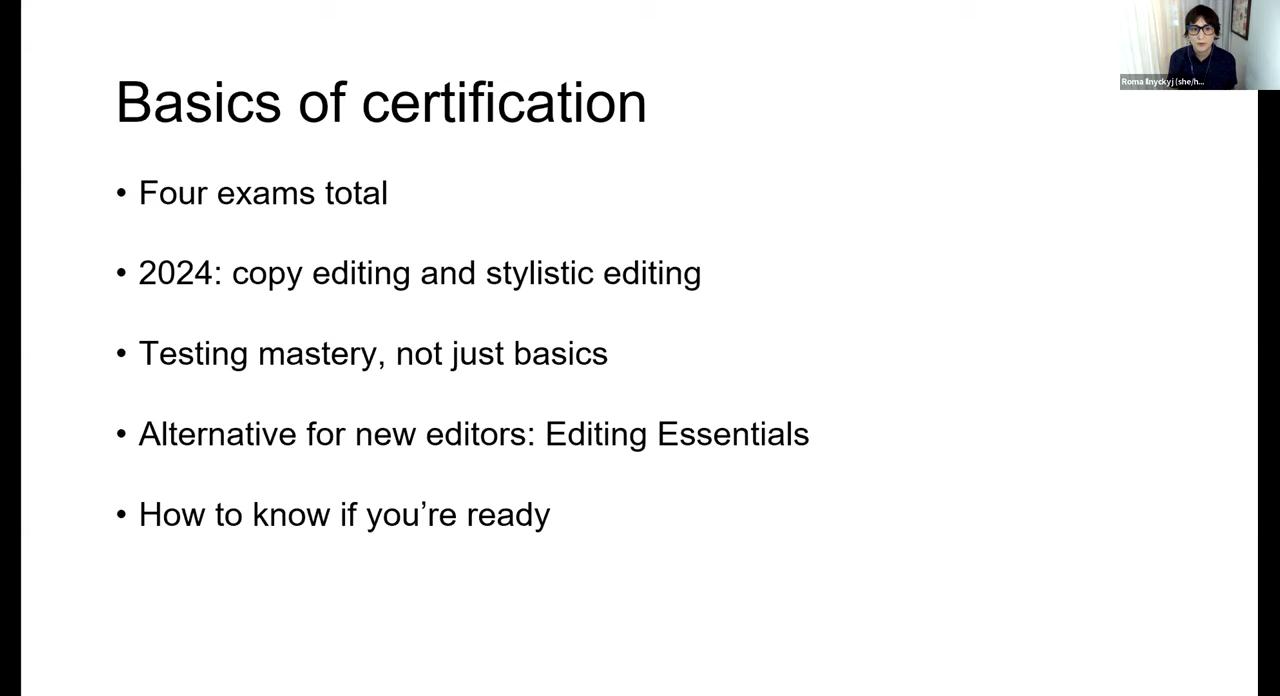 Basics of certification
• Four exams total
• 2024: copy editing and stylistic editing
• Testing mastery, not just basics
• Alternative for new editors: Editing Essentials
• How to know if you’re ready
Roma Ilnyckyj (she/h...